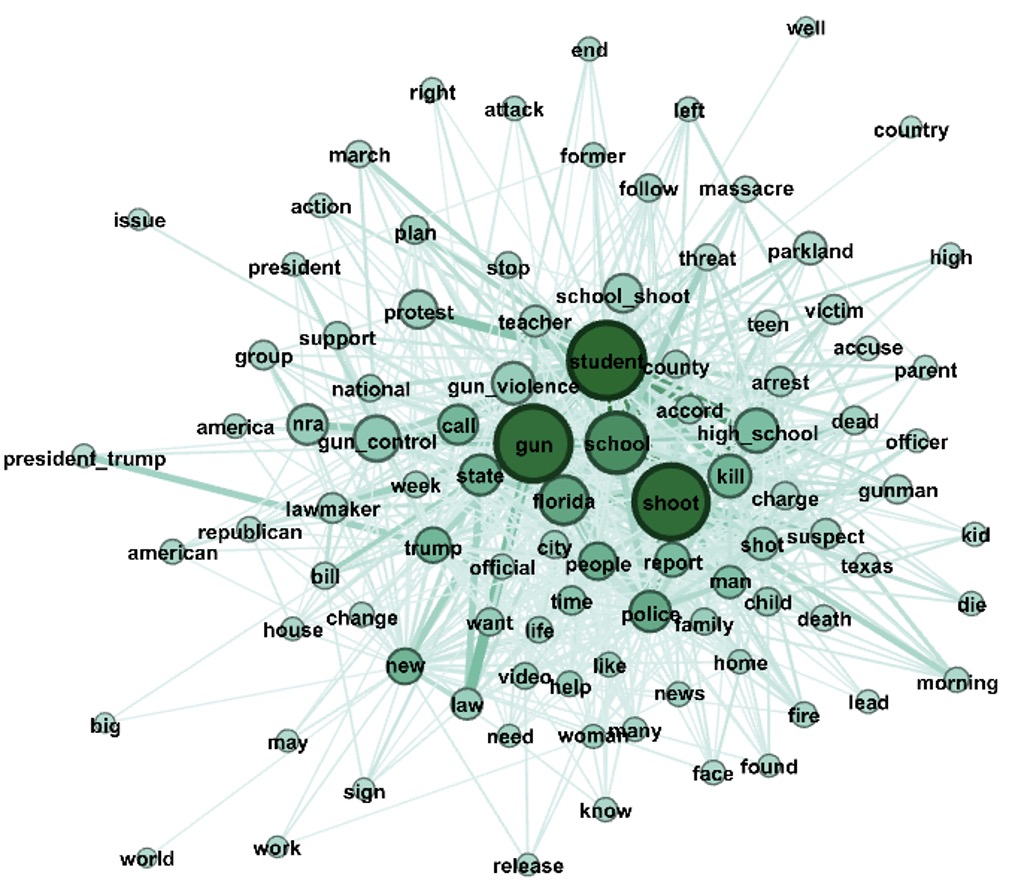 well
end
right
attack
left
country
march
former
follow
massacre
action
issue
plan
parkland
president
stop
threat
high
school_shoot
protest
teacher
teen
victim
support
accuse
group
student
county
parent
national
gun_violence
arrest
america
nra
call
accord
dead
gun_control
gun
school
high_school
officer
president_trump
state
kill
week
florida
shoot
charge
gunman
lawmaker
republican
american
trump
city
official
people
report
shot
suspect
kid
texas
bill
man
time
child
die
house
change
want
life
police
family
death
new
video
help
like
home
morning
law
news
lead
big
may
need
woman
many
fire
sign
face
found
know
world
work
release